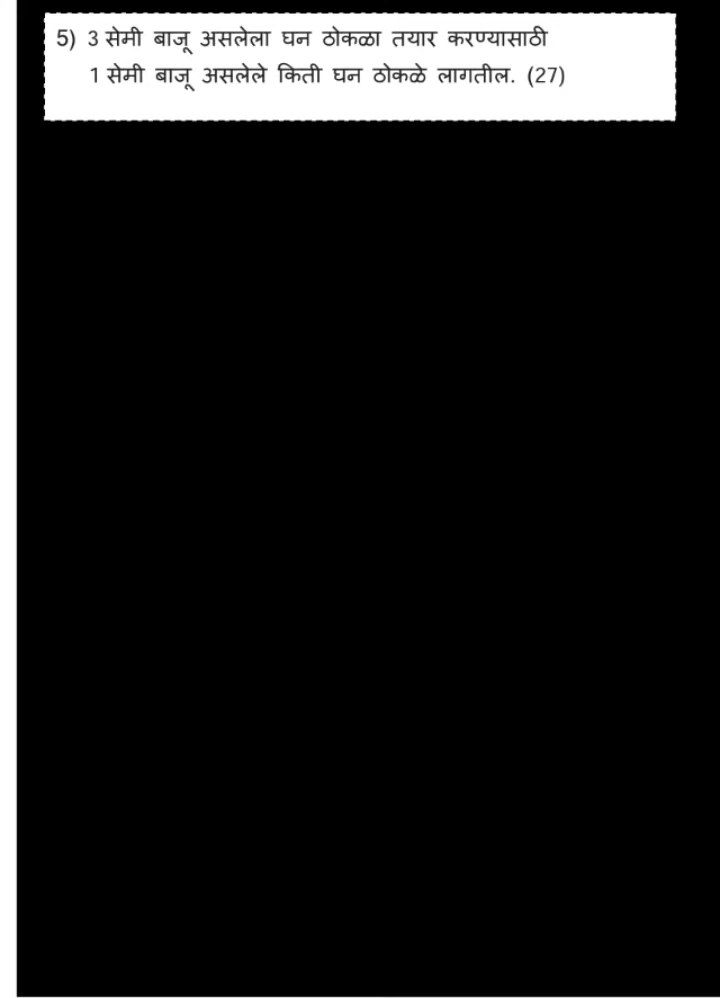 5) 3 सेमी बाजू असलेला घन ठोकळा तयार करण्यासाठी
1 सेमी बाजू असलेले किती घन ठोकळे लागतील. (27)